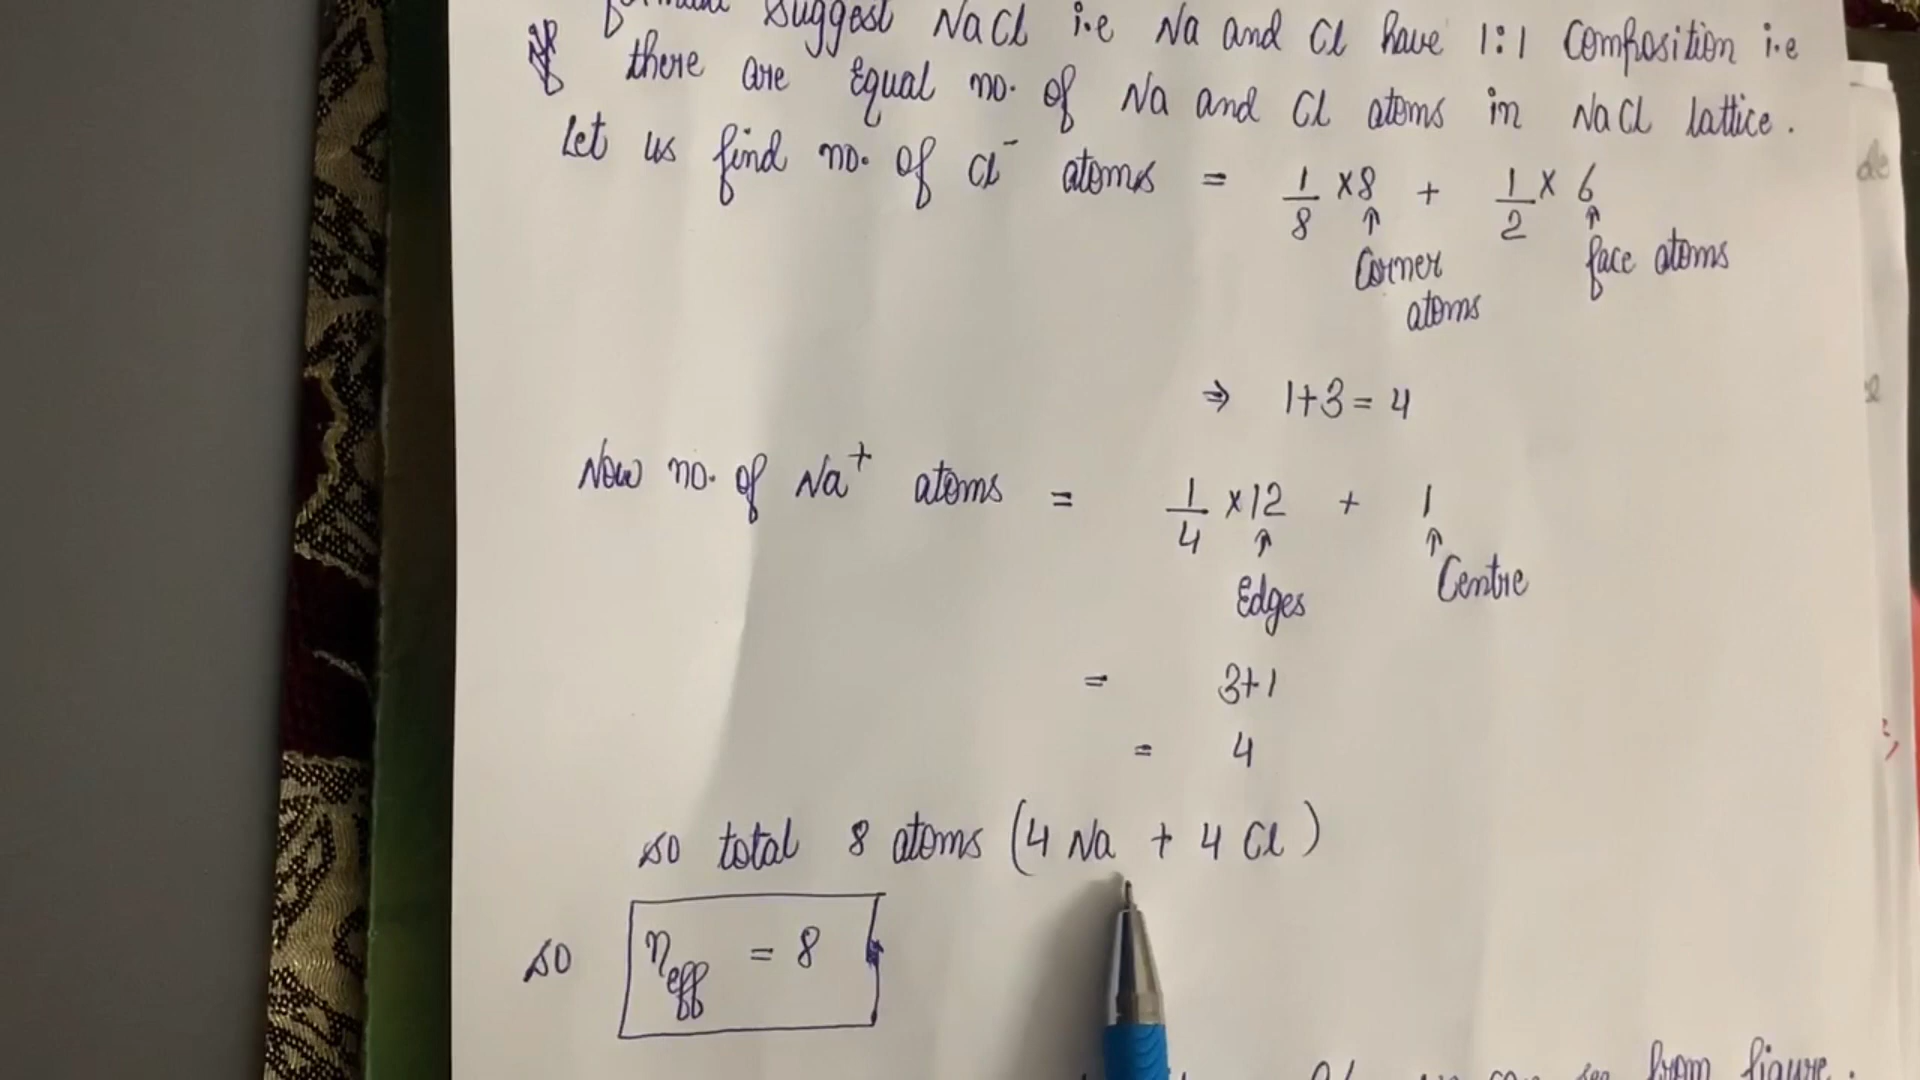 suggest NaCl i.e Na and Cl have 1:1 Composition i.e
there are Equal no. of Na and Cl atoms in NaCl lattice.
Let us find no. of Cl⁻ atoms = 1/8 ×8 + 1/2 × 6
↑ ↑
Corner face atoms
atoms
⇒ 1+3 = 4
Now no. of Na⁺ atoms = 1/4 ×12 + 1
↑ ↑
Edges Centre
= 3+1
= 4
so total 8 atoms (4 Na + 4 Cl)
so η_eff = 8
from figure.